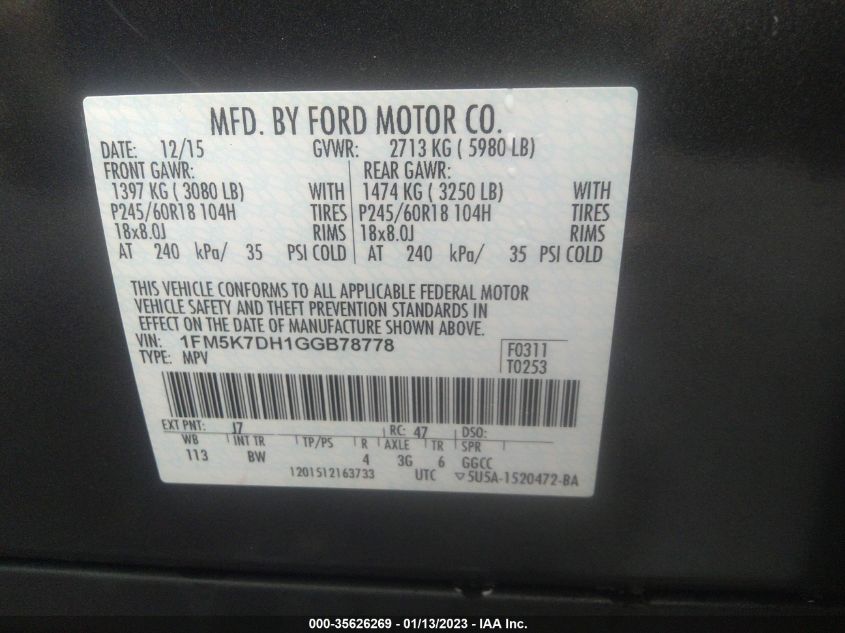 MFD. BY FORD MOTOR CO.
DATE: 12/15 GVWR: 2713 KG ( 5980 LB)
FRONT GAWR: REAR GAWR:
1397 KG ( 3080 LB) WITH 1474 KG ( 3250 LB) WITH
P245/60R18 104H TIRES P245/60R18 104H TIRES
18x8.0J RIMS 18x8.0J RIMS
AT 240 kPa/ 35 PSI COLD AT 240 kPa/ 35 PSI COLD
THIS VEHICLE CONFORMS TO ALL APPLICABLE FEDERAL MOTOR
VEHICLE SAFETY AND THEFT PREVENTION STANDARDS IN
EFFECT ON THE DATE OF MANUFACTURE SHOWN ABOVE.
VIN: 1FM5K7DH1GGB78778 F0311
TYPE: MPV T0253
EXT PNT: J7 RC: 47 DSO:
WB INT TR TP/PS R AXLE TR SPR
113 BW 4 3G 6 GGCC
1201512163733 UTC ▽5U5A-1520472-BA
000-35626269 - 01/13/2023 - IAA Inc.